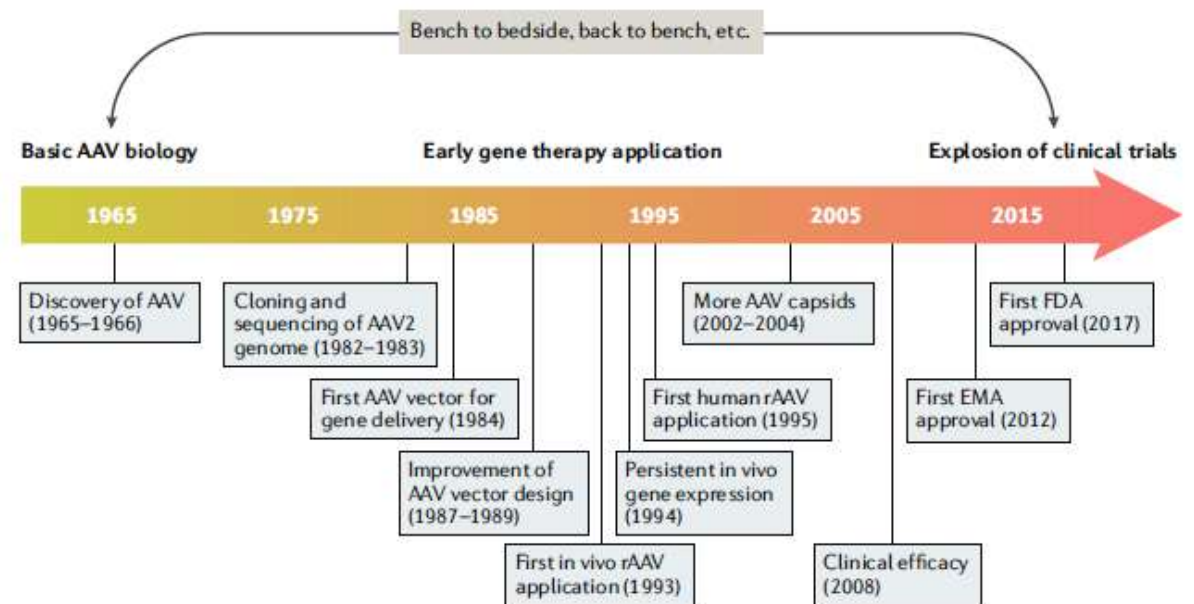 Bench to bedside, back to bench, etc.
Basic AAV biology
Early gene therapy application
Explosion of clinical trials
1965
1975
1985
1995
2005
2015
Discovery of AAV
(1965–1966)
Cloning and
sequencing of AAV2
genome (1982–1983)
More AAV capsids
(2002–2004)
First FDA
approval (2017)
First AAV vector for
gene delivery (1984)
First human rAAV
application (1995)
First EMA
approval (2012)
Improvement of
AAV vector design
(1987–1989)
Persistent in vivo
gene expression
(1994)
First in vivo rAAV
application (1993)
Clinical efficacy
(2008)